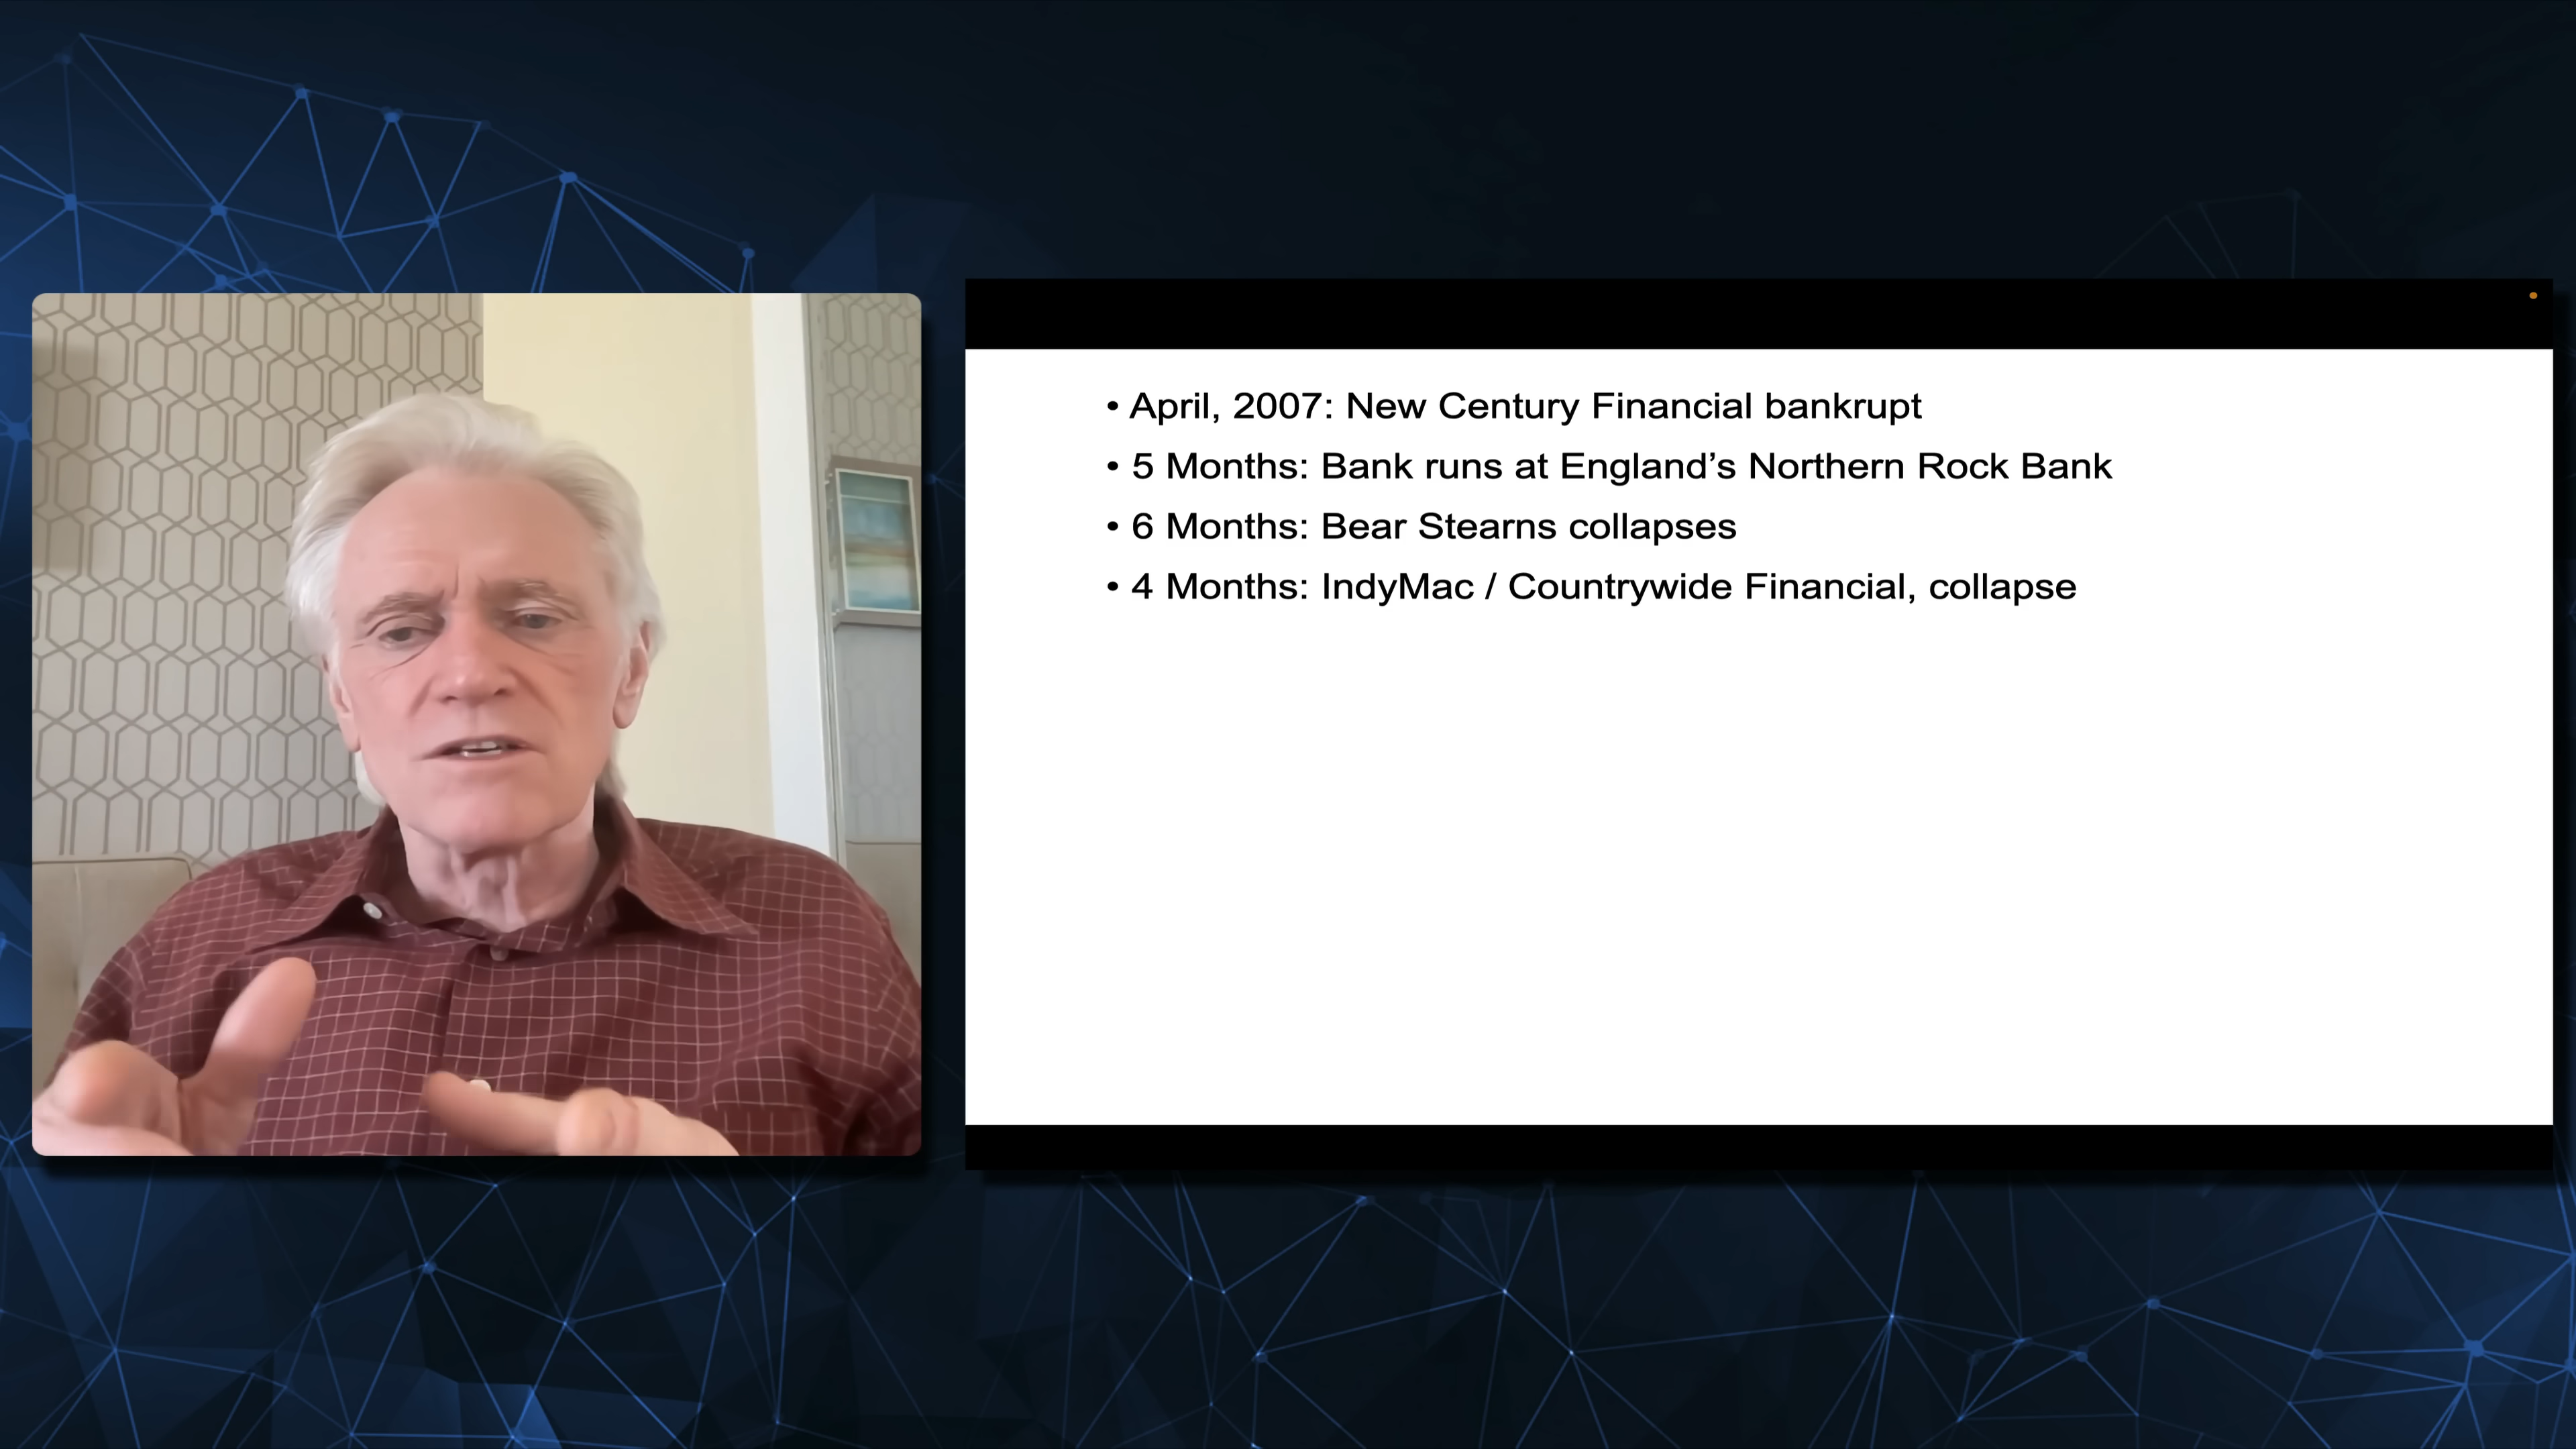 • April, 2007: New Century Financial bankrupt
• 5 Months: Bank runs at England’s Northern Rock Bank
• 6 Months: Bear Stearns collapses
• 4 Months: IndyMac / Countrywide Financial, collapse